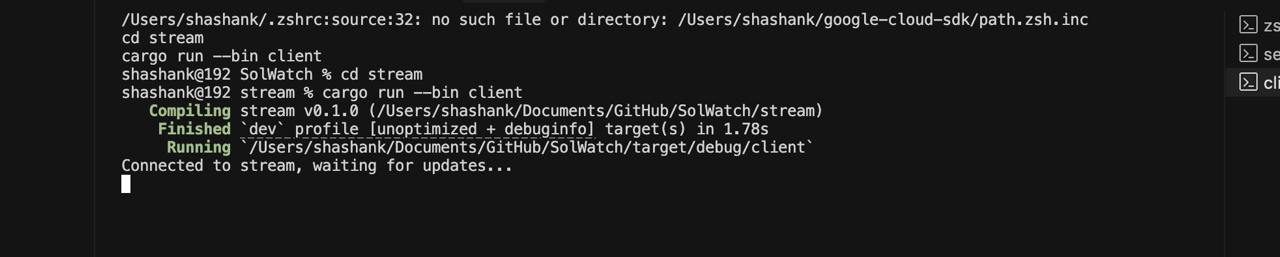 /Users/shashank/.zshrc:source:32: no such file or directory: /Users/shashank/google-cloud-sdk/path.zsh.inc
cd stream
cargo run --bin client
shashank@192 SolWatch % cd stream
shashank@192 stream % cargo run --bin client
Compiling stream v0.1.0 (/Users/shashank/Documents/GitHub/SolWatch/stream)
Finished `dev` profile [unoptimized + debuginfo] target(s) in 1.78s
Running `/Users/shashank/Documents/GitHub/SolWatch/target/debug/client`
Connected to stream, waiting for updates...